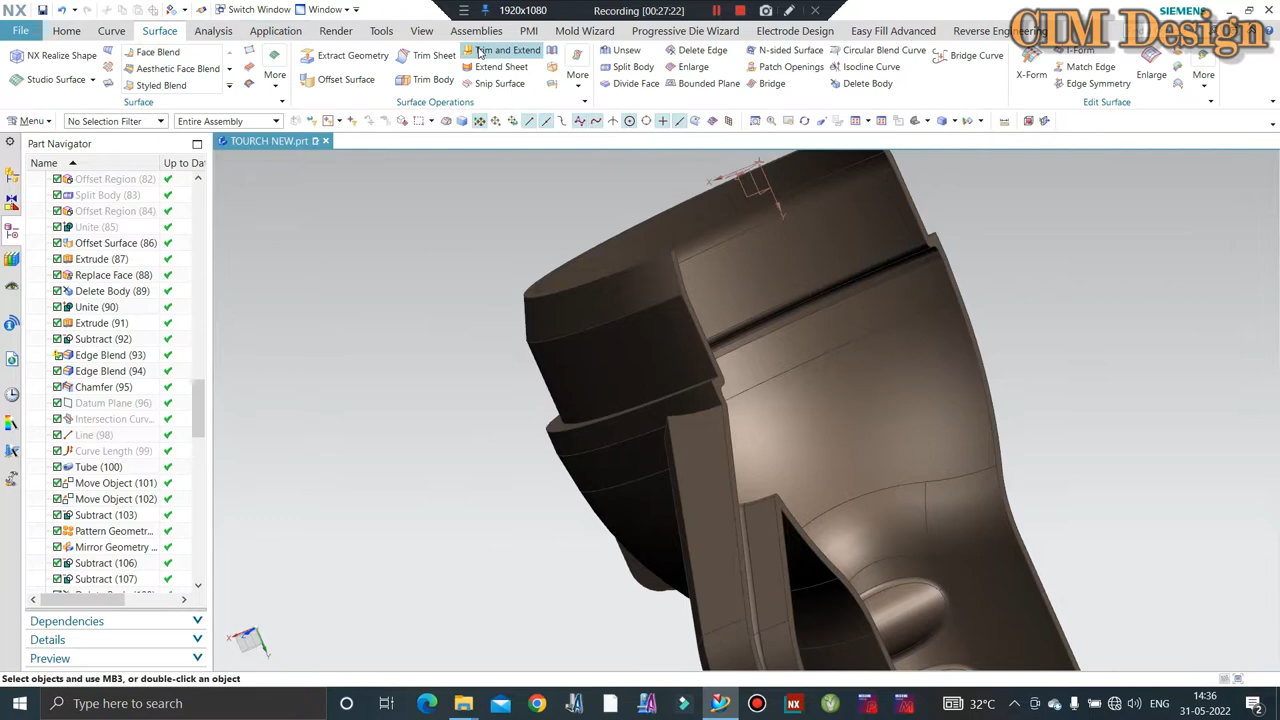 NX Switch Window Window 1920x1080 Recording [00:27:22] SIEMENS
CIM Design
File Home Curve Surface Analysis Application Render Tools View Assemblies PMI Mold Wizard Progressive Die Wizard Electrode Design Easy Fill Advanced Reverse Engineering
NX Realize Shape Face Blend Extract Geometry Trim Sheet Trim and Extend Unsew Delete Edge N-sided Surface Circular Blend Curve Bridge Curve Match Edge
Studio Surface Aesthetic Face Blend More Offset Surface Trim Body Extend Sheet More Split Body Enlarge Patch Openings Isocline Curve X-Form Enlarge More
Styled Blend Snip Surface Divide Face Bounded Plane Bridge Delete Body Edge Symmetry
Surface Surface Operations Edit Surface
Menu No Selection Filter Entire Assembly
Part Navigator TOURCH NEW.prt
Name Up to Da
Offset Region (82)
Split Body (83)
Offset Region (84)
Unite (85)
Offset Surface (86)
Extrude (87)
Replace Face (88)
Delete Body (89)
Unite (90)
Extrude (91)
Subtract (92)
Edge Blend (93)
Edge Blend (94)
Chamfer (95)
Datum Plane (96)
Intersection Curv...
Line (98)
Curve Length (99)
Tube (100)
Move Object (101)
Move Object (102)
Subtract (103)
Pattern Geometr...
Mirror Geometry ...
Subtract (106)
Subtract (107)
Dependencies
Details
Preview
X
Y
Select objects and use MB3, or double-click an object
Type here to search 32°C ENG 14:36
31-05-2022